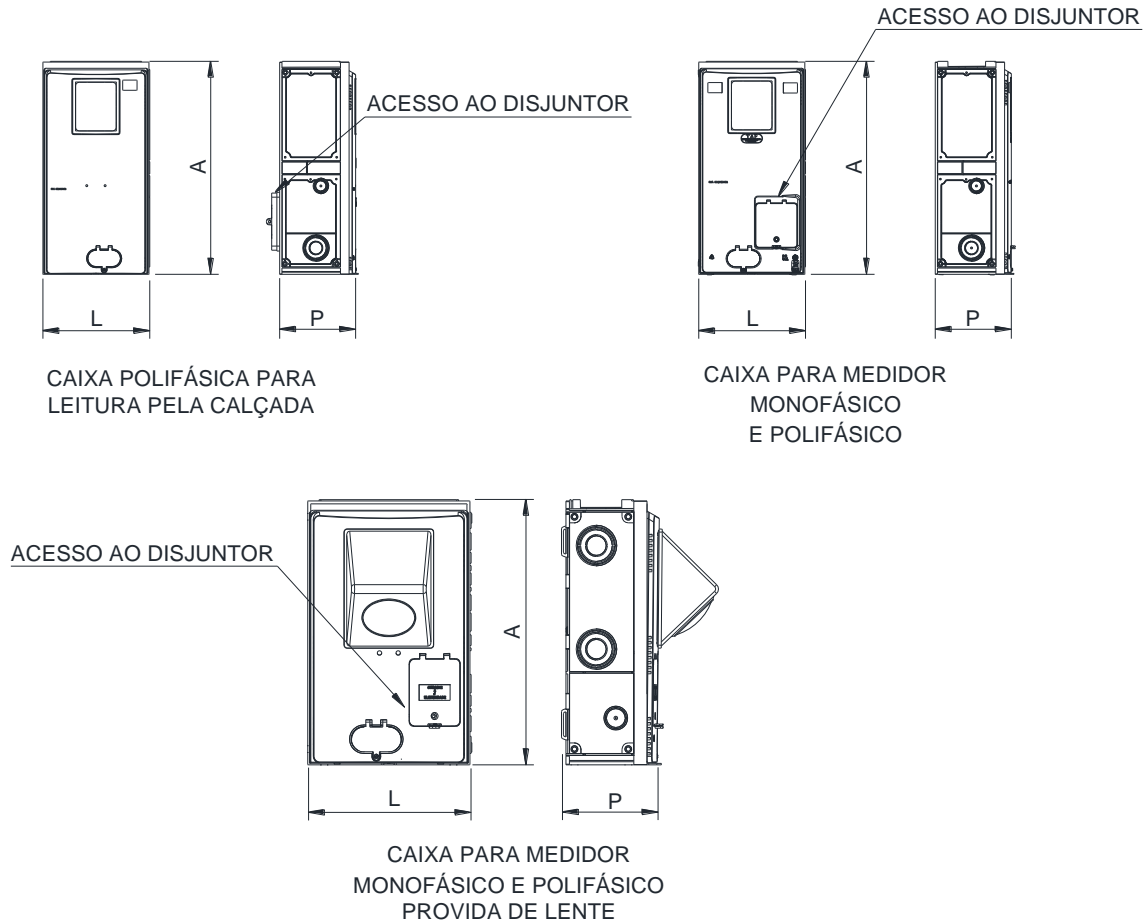 ACESSO AO DISJUNTOR
ACESSO AO DISJUNTOR
A
A
L
P
L
P
CAIXA POLIFÁSICA PARA
LEITURA PELA CALÇADA
CAIXA PARA MEDIDOR
MONOFÁSICO
E POLIFÁSICO
ACESSO AO DISJUNTOR
A
L
P
CAIXA PARA MEDIDOR
MONOFÁSICO E POLIFÁSICO
PROVIDA DE LENTE